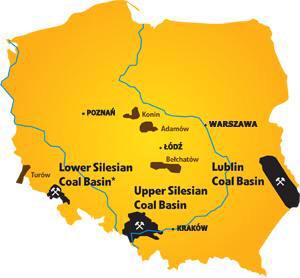 POZNAŃ
Konin
Adamów
WARSZAWA
ŁÓDŹ
Bełchatów
Turów
Lower Silesian
Coal Basin*
Lublin
Coal Basin
Upper Silesian
Coal Basin
KRAKÓW